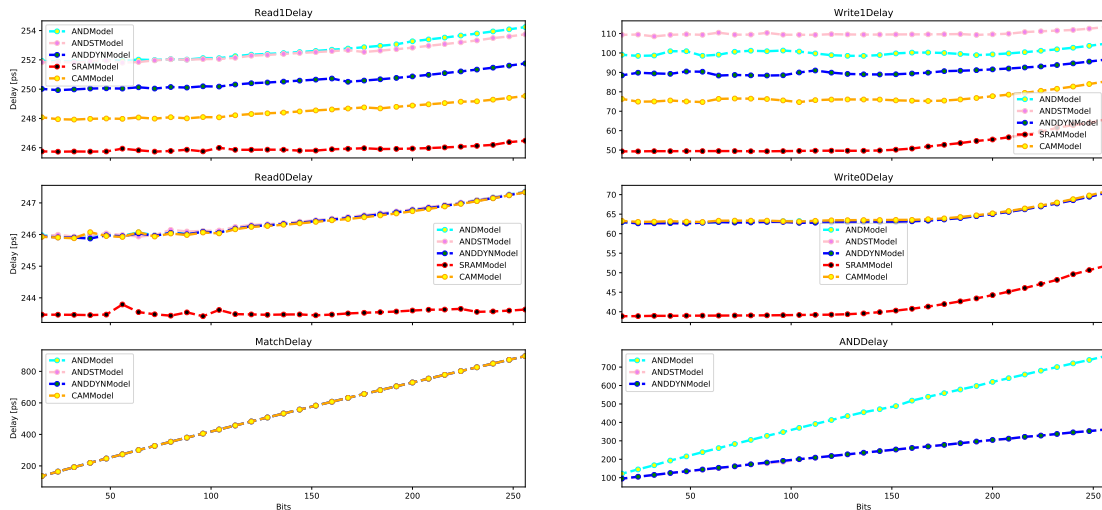 Read1Delay
254
252
250
248
246
Delay [ps]
ANDModel
ANDSTModel
ANDDYNModel
SRAMModel
CAMModel
Write1Delay
110
100
90
80
70
60
50
ANDModel
ANDSTModel
ANDDYNModel
SRAMModel
CAMModel
Read0Delay
247
246
245
244
Delay [ps]
ANDModel
ANDSTModel
ANDDYNModel
SRAMModel
CAMModel
Write0Delay
70
65
60
55
50
45
40
ANDModel
ANDSTModel
ANDDYNModel
SRAMModel
CAMModel
MatchDelay
800
600
400
200
Delay [ps]
ANDModel
ANDSTModel
ANDDYNModel
CAMModel
50 100 150 200 250
Bits
ANDDelay
700
600
500
400
300
200
100
ANDModel
ANDSTModel
ANDDYNModel
50 100 150 200 250
Bits